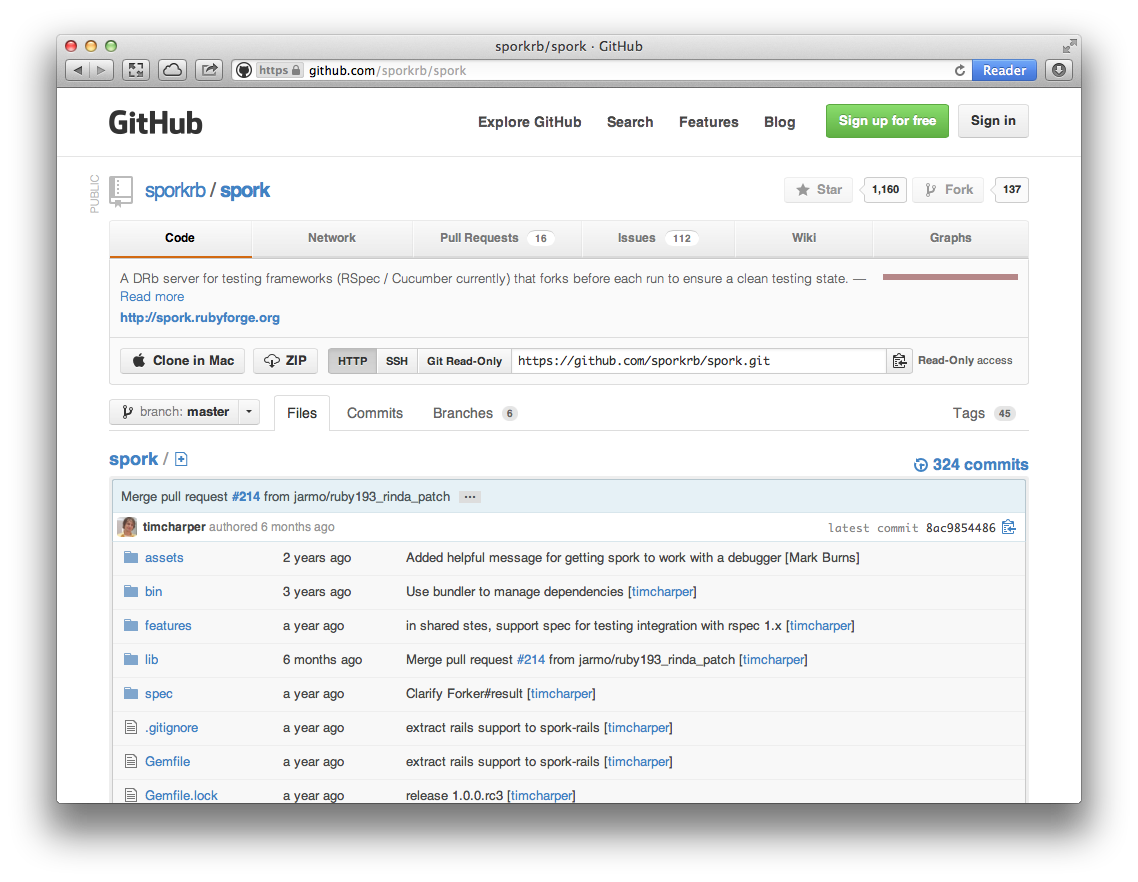 sporkrb/spork · GitHub
https github.com/sporkrb/spork Reader
GitHub Explore GitHub Search Features Blog Sign up for free Sign in
PUBLIC
sporkrb / spork Star 1,160 Fork 137
Code Network Pull Requests 16 Issues 112 Wiki Graphs
A DRb server for testing frameworks (RSpec / Cucumber currently) that forks before each run to ensure a clean testing state. —
Read more
http://spork.rubyforge.org
Clone in Mac ZIP HTTP SSH Git Read-Only https://github.com/sporkrb/spork.git Read-Only access
branch: master Files Commits Branches 6 Tags 45
spork / 324 commits
Merge pull request #214 from jarmo/ruby193_rinda_patch ...
timcharper authored 6 months ago latest commit 8ac9854486
assets 2 years ago Added helpful message for getting spork to work with a debugger [Mark Burns]
bin 3 years ago Use bundler to manage dependencies [timcharper]
features a year ago in shared stes, support spec for testing integration with rspec 1.x [timcharper]
lib 6 months ago Merge pull request #214 from jarmo/ruby193_rinda_patch [timcharper]
spec a year ago Clarify Forker#result [timcharper]
.gitignore a year ago extract rails support to spork-rails [timcharper]
Gemfile a year ago extract rails support to spork-rails [timcharper]
Gemfile.lock a year ago release 1.0.0.rc3 [timcharper]